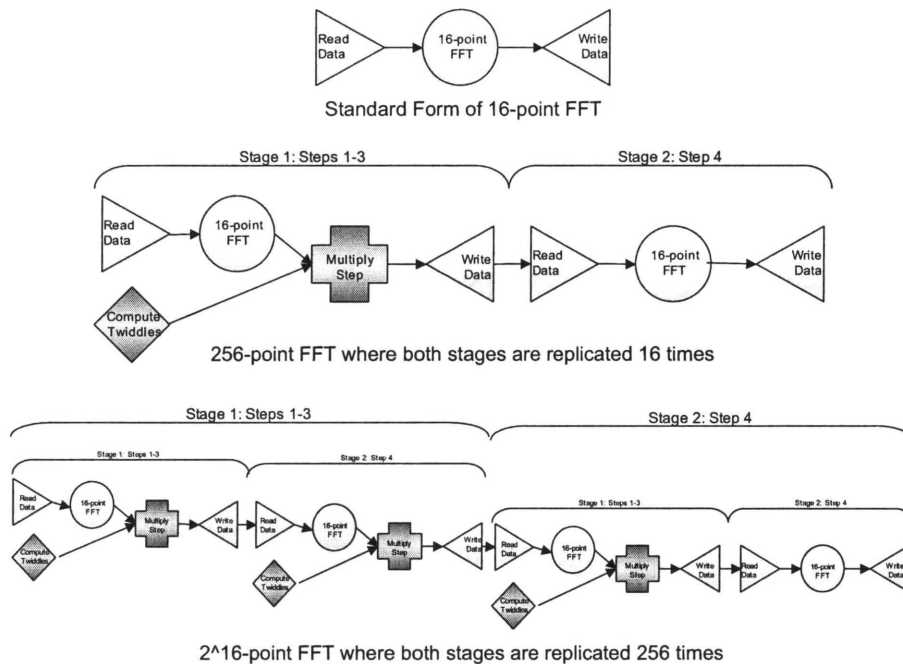 Read
Data
16-point
FFT
Write
Data
Standard Form of 16-point FFT
Stage 1: Steps 1-3
Stage 2: Step 4
Read
Data
16-point
FFT
Multiply
Step
Write
Data
Read
Data
16-point
FFT
Write
Data
Compute
Twiddles
256-point FFT where both stages are replicated 16 times
Stage 1: Steps 1-3
Stage 2: Step 4
Stage 1: Steps 1-3
Stage 2: Step 4
Stage 1: Steps 1-3
Stage 2: Step 4
Read
Data
16-point
FFT
Multiply
Step
Write
Data
Compute
Twiddles
Read
Data
16-point
FFT
Multiply
Step
Write
Data
Compute
Twiddles
Read
Data
16-point
FFT
Multiply
Step
Write
Data
Compute
Twiddles
Read
Data
16-point
FFT
Write
Data
2^16-point FFT where both stages are replicated 256 times